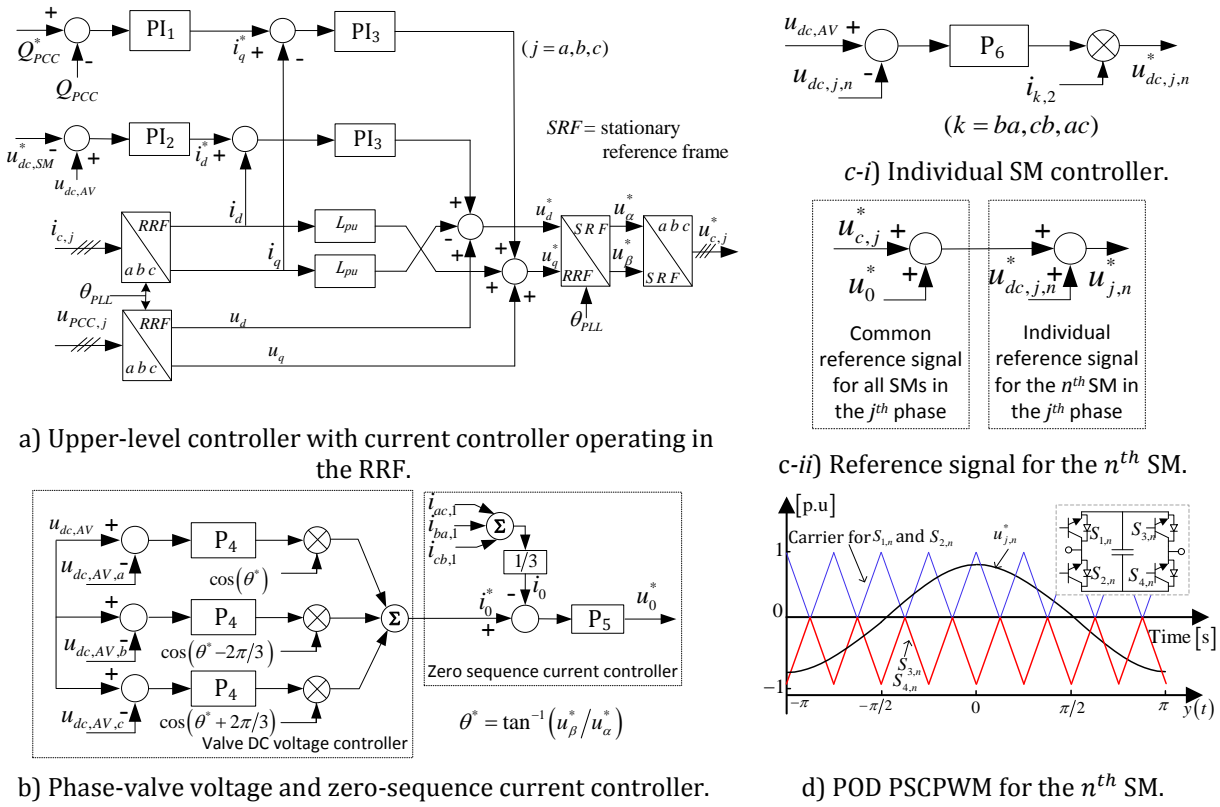 +
Q*PCC
-
QPCC
PI1
i*q +
-
PI3
(j = a, b, c)
u*dc,SM
-
+
udc,AV
PI2
i*d +
-
PI3
SRF = stationary
reference frame
ic,j
RRF
abc
id
iq
Lpu
Lpu
+
-
+
+
+
+
u*d
u*q
SRF
RRF
θPLL
u*α
u*β
abc
SRF
u*c,j
θPLL
uPCC,j
RRF
abc
ud
uq
a) Upper-level controller with current controller operating in
the RRF.
udc,AV
+
-
udc,AV,a
P4
cos(θ*)
+
-
udc,AV,b
P4
cos(θ* −2π/3)
+
-
udc,AV,c
P4
cos(θ* +2π/3)
Σ
Valve DC voltage controller
iac,1
iba,1
icb,1
Σ
1/3
i0
-
i*0
+
P5
u*0
Zero sequence current controller
θ* = tan−1(u*β/u*α)
b) Phase-valve voltage and zero-sequence current controller.
udc,AV +
-
udc,j,n
P6
ik,2
u*dc,j,n
(k = ba, cb, ac)
c-i) Individual SM controller.
u*c,j
+
+
u*0
+
+
u*dc,j,n
u*j,n
Common
reference signal
for all SMs in
the jth phase
Individual
reference signal
for the nth SM in
the jth phase
c-ii) Reference signal for the nth SM.
[p.u]
Carrier for S1,n and S2,n
u*j,n
S1,n
S3,n
S2,n
S4,n
1
0
−1
Time [s]
S3,n
S4,n
−π
−π/2
0
π/2
π
y(t)
d) POD PSCPWM for the nth SM.